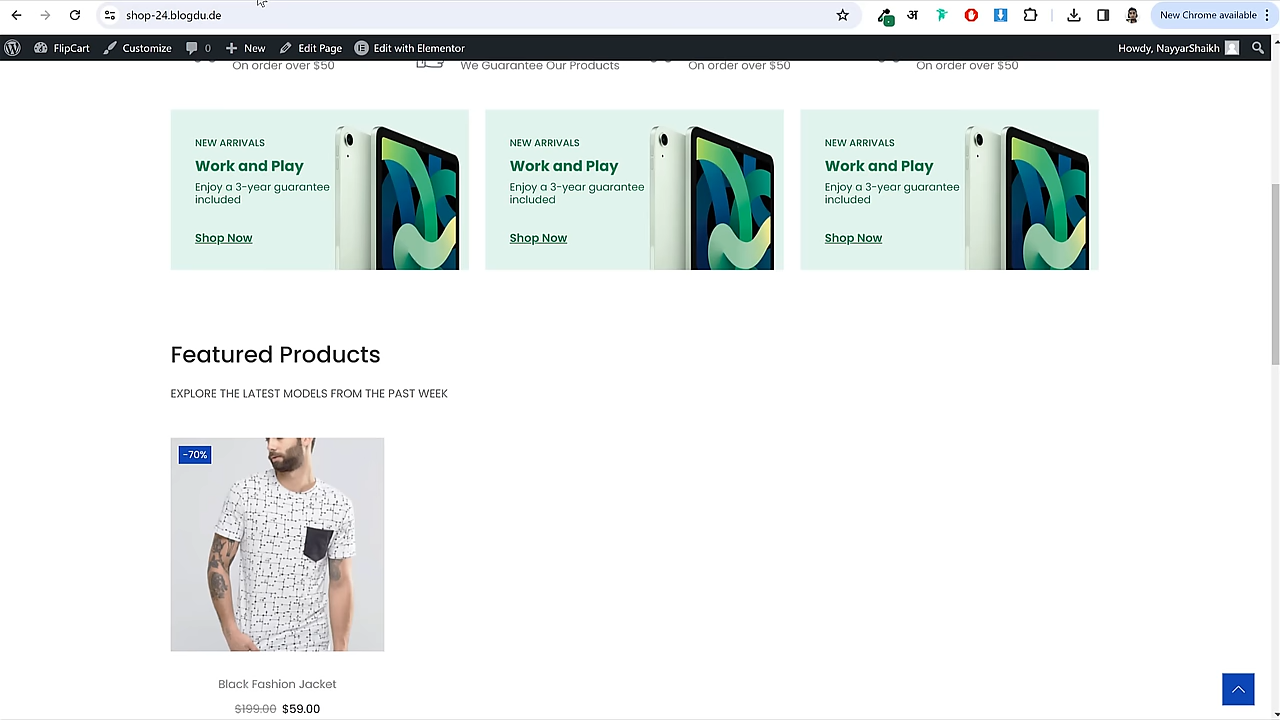 shop-24.blogdu.de
अ
New Chrome available
FlipCart
Customize
0
New
Edit Page
Edit with Elementor
Howdy, NayyarShaikh
On order over $50
We Guarantee Our Products
On order over $50
On order over $50
NEW ARRIVALS
Work and Play
Enjoy a 3-year guarantee
included
Shop Now
NEW ARRIVALS
Work and Play
Enjoy a 3-year guarantee
included
Shop Now
NEW ARRIVALS
Work and Play
Enjoy a 3-year guarantee
included
Shop Now
Featured Products
EXPLORE THE LATEST MODELS FROM THE PAST WEEK
-70%
Black Fashion Jacket
$199.00 $59.00